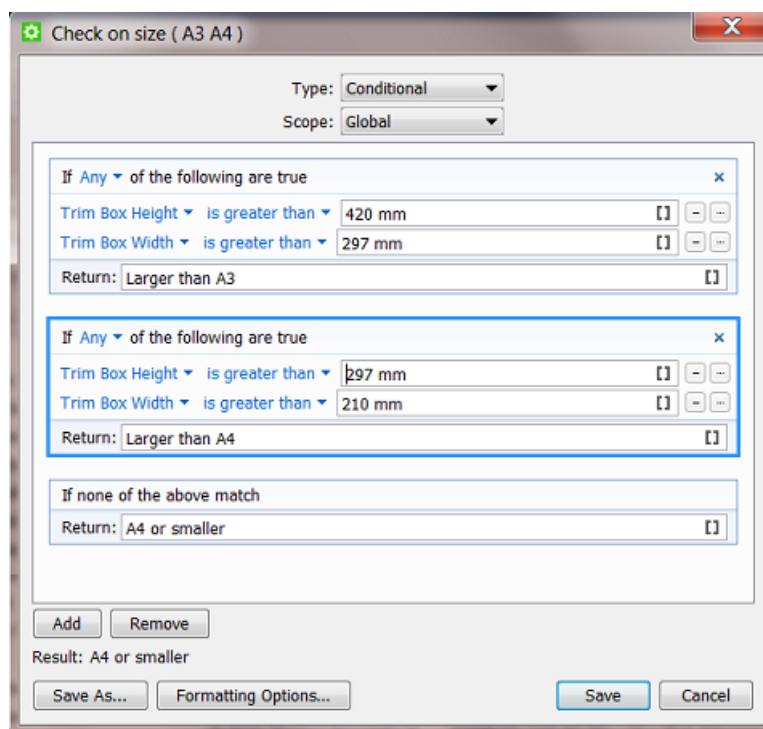 Check on size ( A3 A4 )
Type: Conditional
Scope: Global
If Any of the following are true
Trim Box Height is greater than 420 mm []
Trim Box Width is greater than 297 mm []
Return: Larger than A3 []
If Any of the following are true
Trim Box Height is greater than 297 mm []
Trim Box Width is greater than 210 mm []
Return: Larger than A4 []
If none of the above match
Return: A4 or smaller []
Add Remove
Result: A4 or smaller
Save As... Formatting Options... Save Cancel